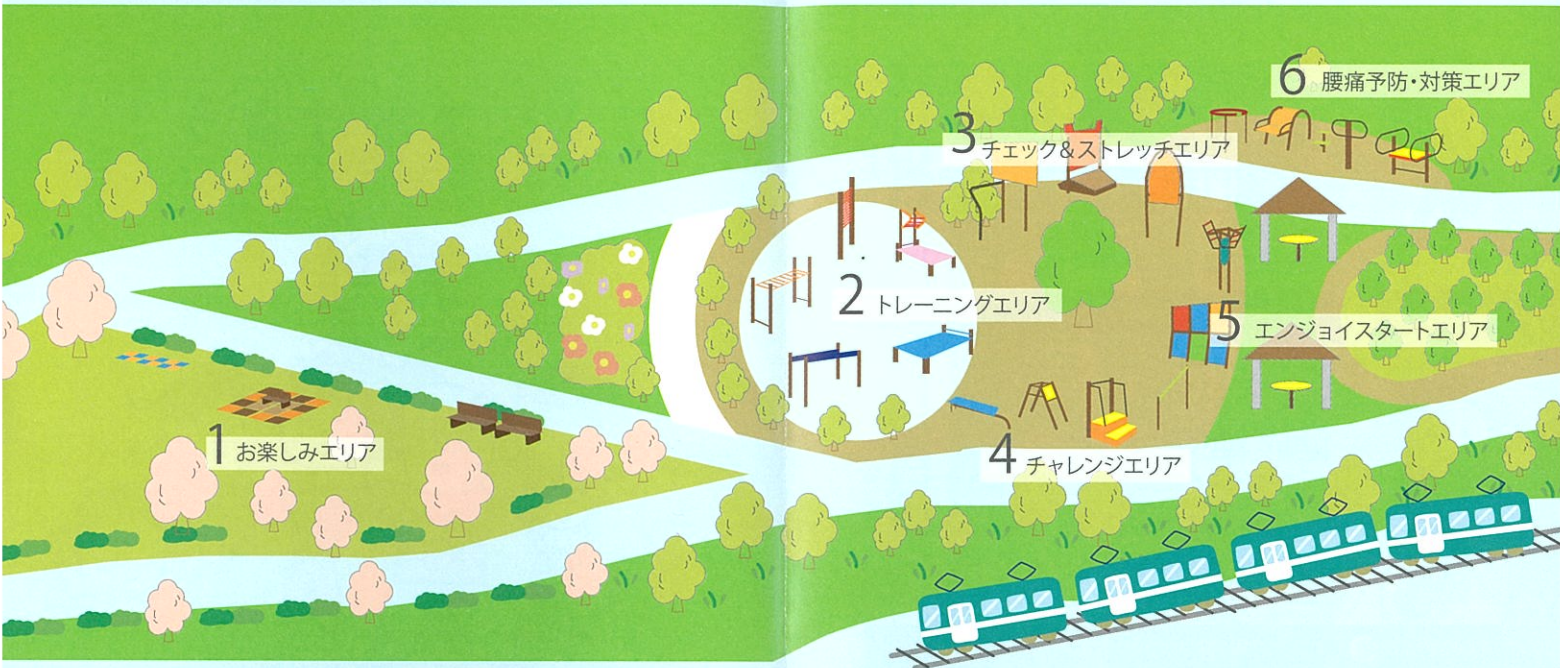 1 お楽しみエリア
2 トレーニングエリア
3 チェック&ストレッチエリア
4 チャレンジエリア
5 エンジョイスタートエリア
6 腰痛予防・対策エリア